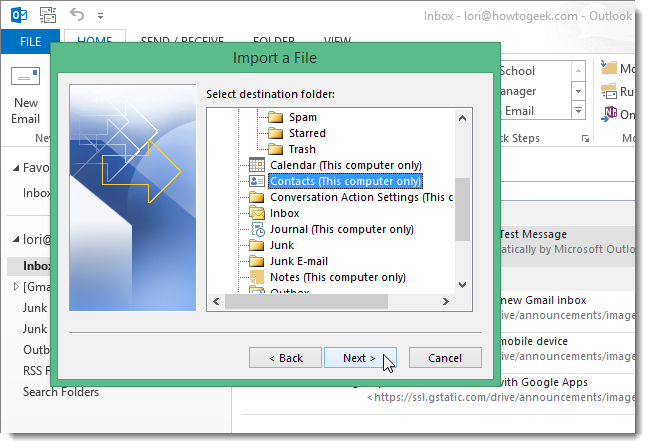 Inbox - lori@howtogeek.com - Outlook
FILE HOME SEND / RECEIVE FOLDER VIEW
Import a File
New
Email
School
anager
Email
Mo
Ru
On
ck Steps
Select destination folder:
Spam
Starred
Trash
Calendar (This computer only)
Contacts (This computer only)
Conversation Action Settings (This c
Inbox
Journal (This computer only)
Junk
Junk E-mail
Notes (This computer only)
Outbox
< Back Next > Cancel
Favo
Inbox
lori@
Inbo
[Gma
Junk
Junk
Outb
RSS F
Search Folders
Test Message
matically by Microsoft Outlo
new Gmail inbox
drive/announcements/image
mobile device
drive/announcements/image
with Google Apps
<https://ssl.gstatic.com/drive/announcements/image